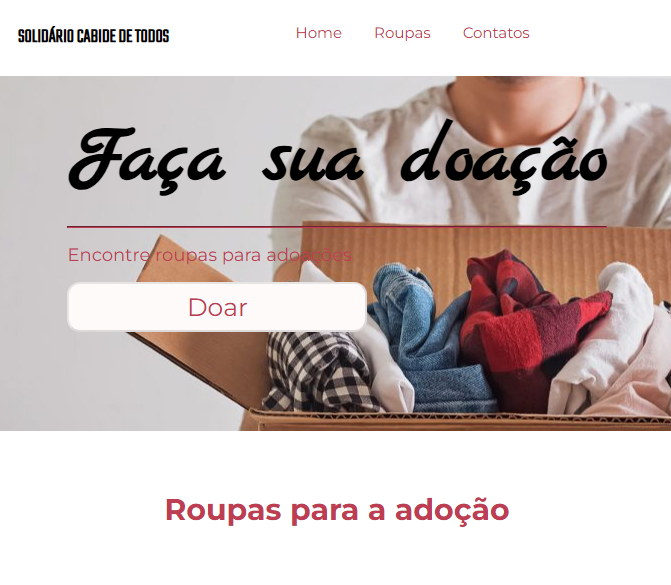 SOLIDÁRIO CABIDE DE TODOS
Home Roupas Contatos
Faça sua doação
Encontre roupas para adoções
Doar
Roupas para a adoção